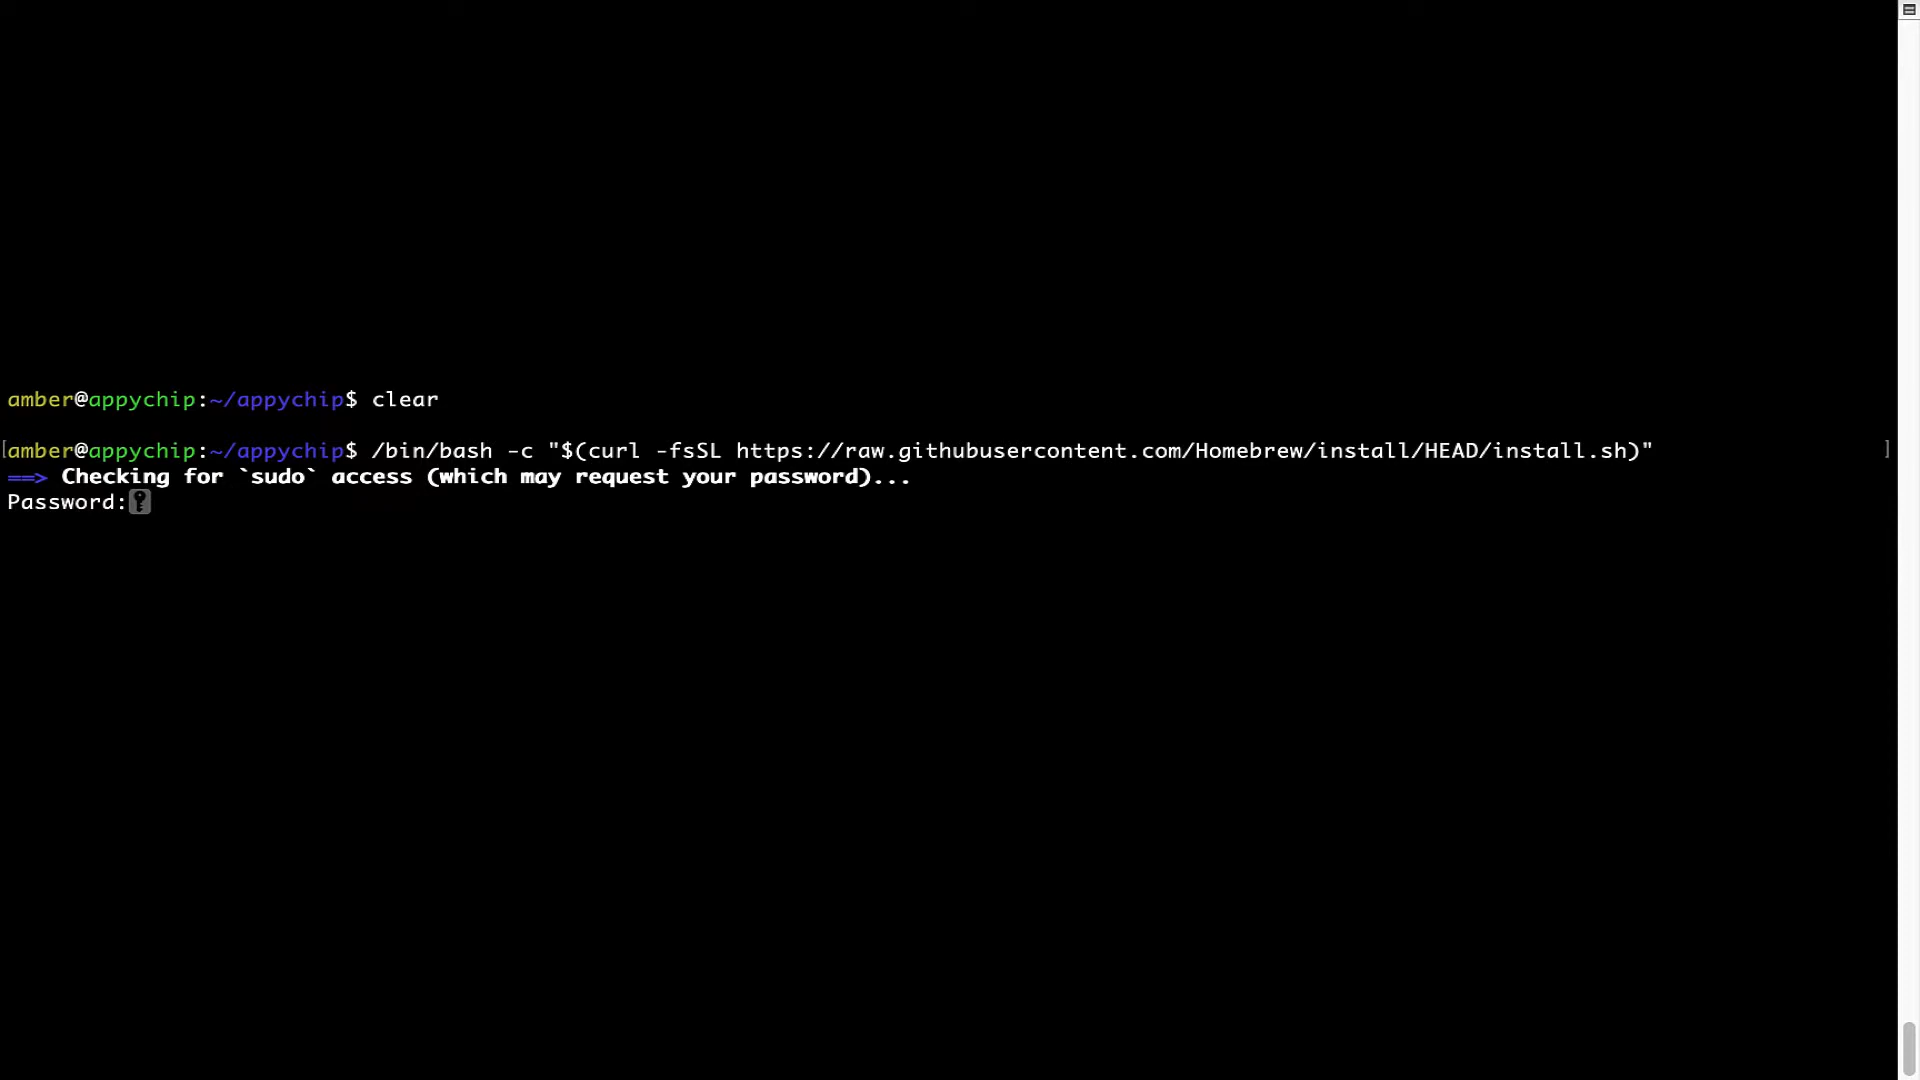 amber@appychip:~/appychip$ clear
[amber@appychip:~/appychip$ /bin/bash -c "$(curl -fsSL https://raw.githubusercontent.com/Homebrew/install/HEAD/install.sh)" ]
==> Checking for `sudo` access (which may request your password)...
Password: